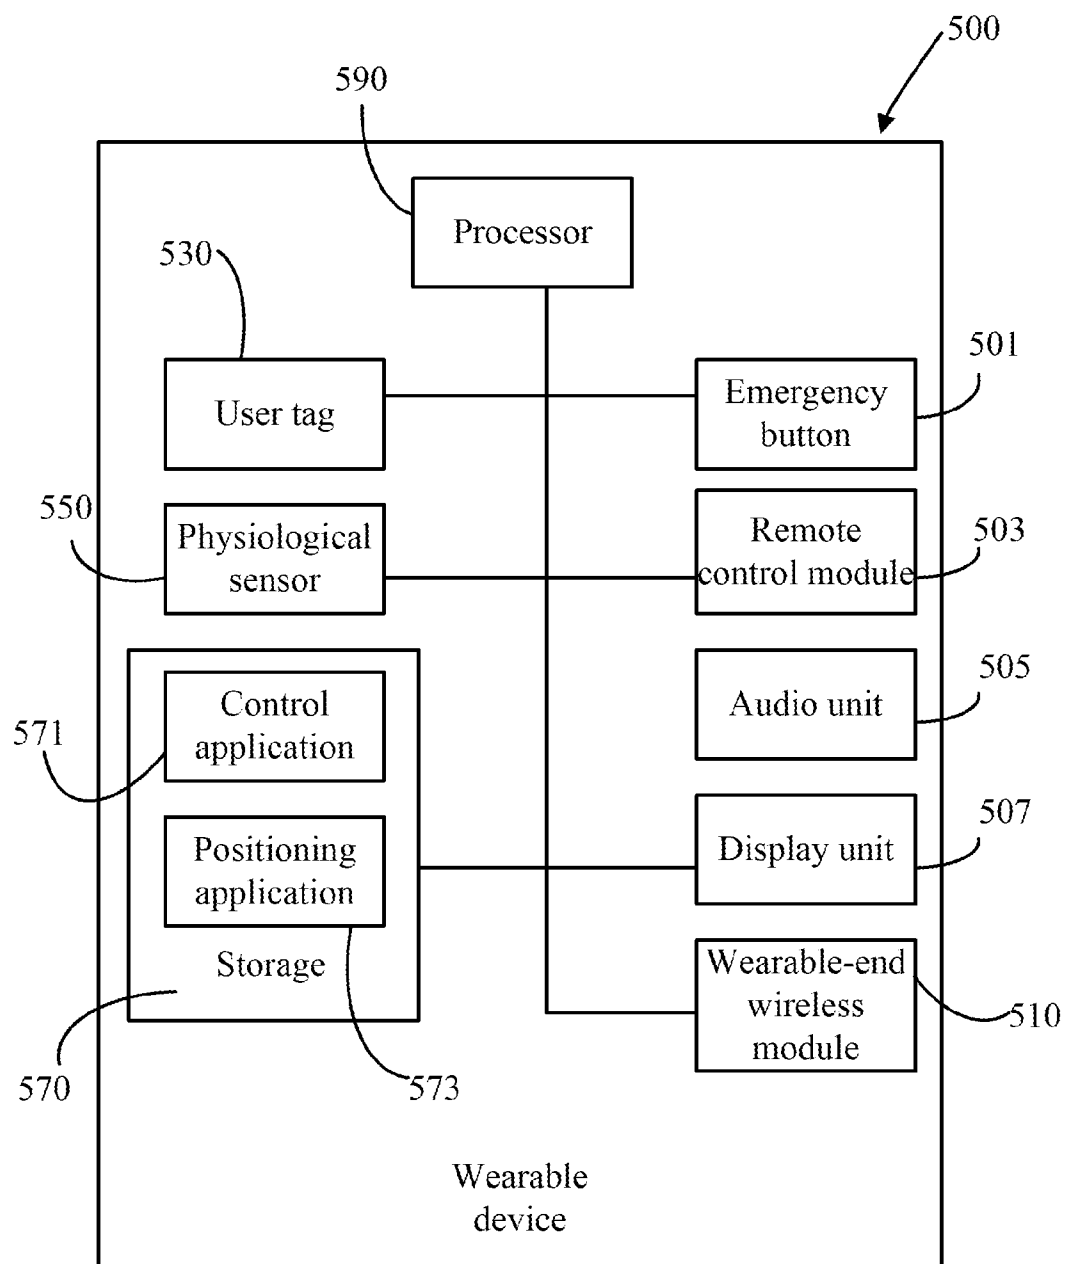 500
590
Processor
530
501
User tag
Emergency
button
550
Physiological
sensor
Remote
control module
503
Control
application
571
Audio unit
505
Positioning
application
Display unit
507
Storage
Wearable-end
wireless
module
510
570
573
Wearable
device